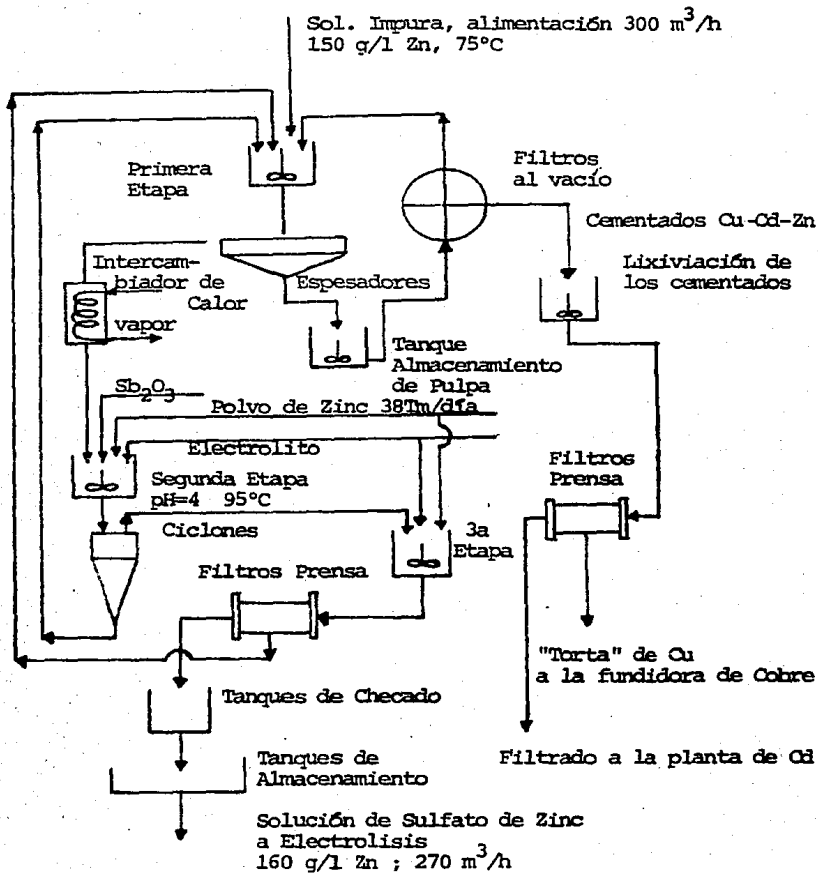 Sol. Impura, alimentación 300 m³/h
150 g/l Zn, 75°C
Primera
Etapa
Filtros
al vacío
Cementados Cu-Cd-Zn
Lixiviación de
los cementados
Intercam-
biador de
Calor
vapor
Espesadores
Tanque
Almacenamiento
de Pulpa
Sb₂O₃
Polvo de Zinc 38Tm/día
Electrolito
Segunda Etapa
pH=4 95°C
Ciclones
3a
Etapa
Filtros
Prensa
Filtros Prensa
"Torta" de Cu
a la fundidora de Cobre
Tanques de Checado
Filtrado a la planta de Cd
Tanques de
Almacenamiento
Solución de Sulfato de Zinc
a Electrolisis
160 g/l Zn ; 270 m³/h